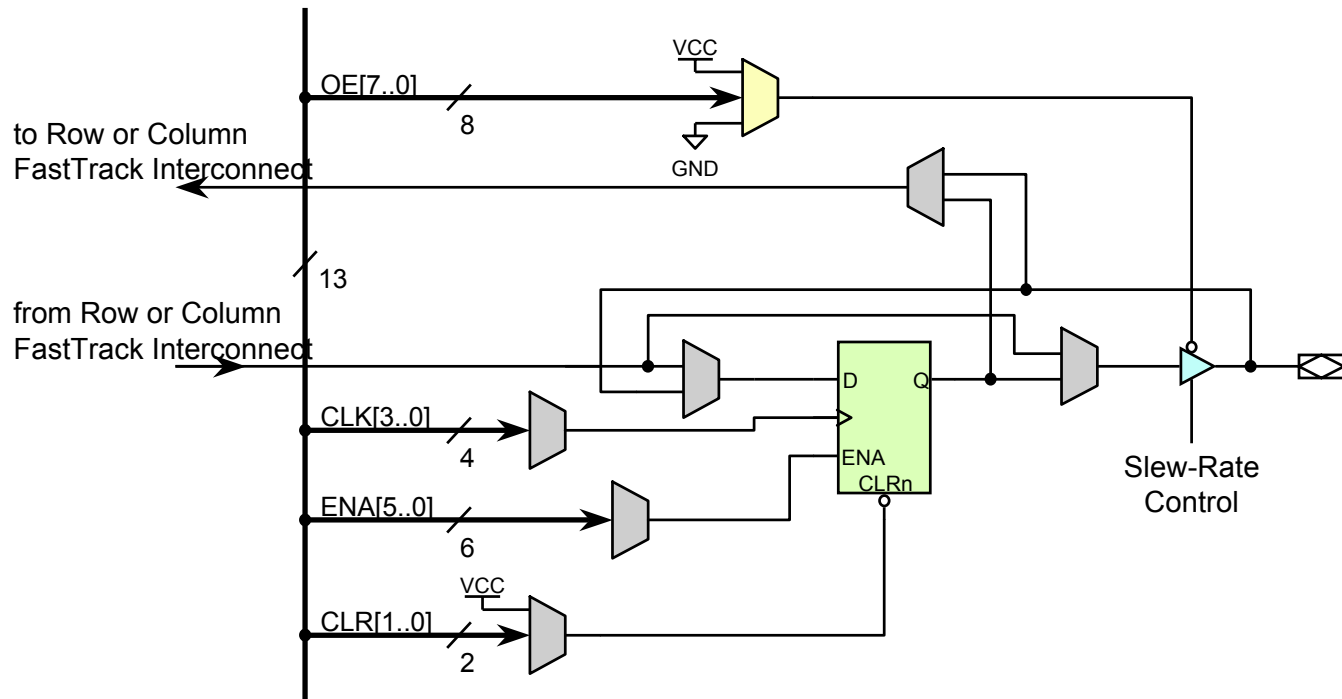 VCC
OE[7..0]
8
to Row or Column
FastTrack Interconnect
GND
13
from Row or Column
FastTrack Interconnect
D
Q
CLK[3..0]
4
ENA
CLRn
Slew-Rate
Control
ENA[5..0]
6
VCC
CLR[1..0]
2